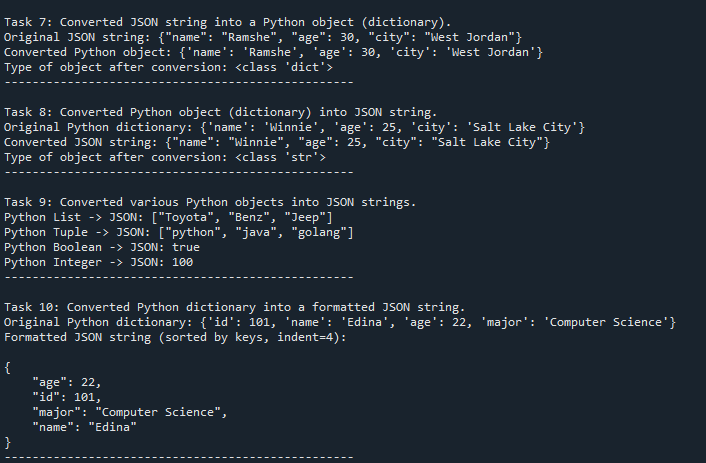 Task 7: Converted JSON string into a Python object (dictionary).
Original JSON string: {"name": "Ramshe", "age": 30, "city": "West Jordan"}
Converted Python object: {'name': 'Ramshe', 'age': 30, 'city': 'West Jordan'}
Type of object after conversion: <class 'dict'>
--------------------------------------------------
Task 8: Converted Python object (dictionary) into JSON string.
Original Python dictionary: {'name': 'Winnie', 'age': 25, 'city': 'Salt Lake City'}
Converted JSON string: {"name": "Winnie", "age": 25, "city": "Salt Lake City"}
Type of object after conversion: <class 'str'>
--------------------------------------------------
Task 9: Converted various Python objects into JSON strings.
Python List -> JSON: ["Toyota", "Benz", "Jeep"]
Python Tuple -> JSON: ["python", "java", "golang"]
Python Boolean -> JSON: true
Python Integer -> JSON: 100
--------------------------------------------------
Task 10: Converted Python dictionary into a formatted JSON string.
Original Python dictionary: {'id': 101, 'name': 'Edina', 'age': 22, 'major': 'Computer Science'}
Formatted JSON string (sorted by keys, indent=4):
{
    "age": 22,
    "id": 101,
    "major": "Computer Science",
    "name": "Edina"
}
--------------------------------------------------